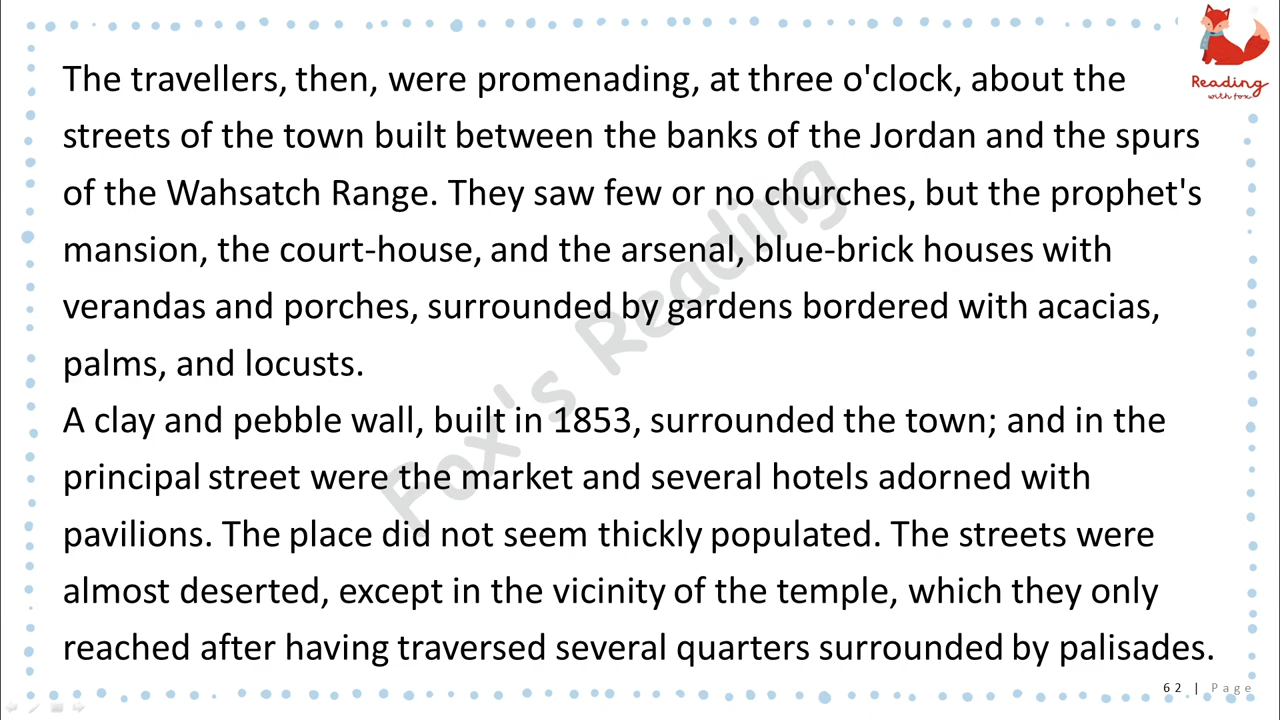 Reading
with fox
The travellers, then, were promenading, at three o'clock, about the
streets of the town built between the banks of the Jordan and the spurs
of the Wahsatch Range. They saw few or no churches, but the prophet's
mansion, the court-house, and the arsenal, blue-brick houses with
verandas and porches, surrounded by gardens bordered with acacias,
palms, and locusts.
A clay and pebble wall, built in 1853, surrounded the town; and in the
principal street were the market and several hotels adorned with
pavilions. The place did not seem thickly populated. The streets were
almost deserted, except in the vicinity of the temple, which they only
reached after having traversed several quarters surrounded by palisades.
Fox's Reading
62 | Page